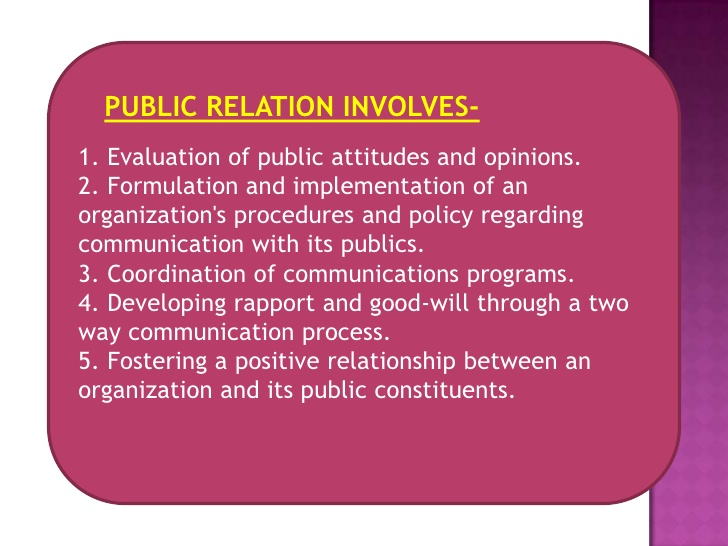 PUBLIC RELATION INVOLVES-
1. Evaluation of public attitudes and opinions.
2. Formulation and implementation of an
organization's procedures and policy regarding
communication with its publics.
3. Coordination of communications programs.
4. Developing rapport and good-will through a two
way communication process.
5. Fostering a positive relationship between an
organization and its public constituents.